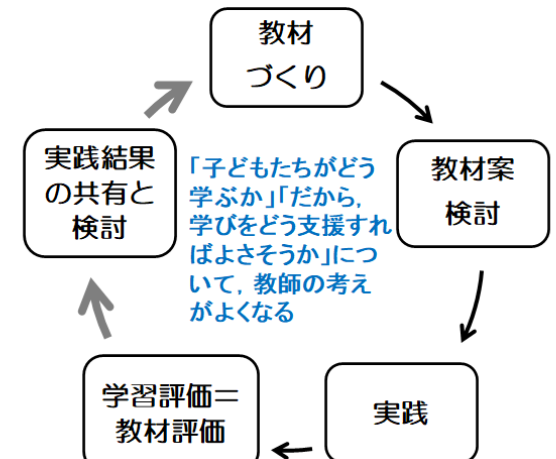 教材
づくり
教材案
検討
実践
学習評価＝
教材評価
実践結果
の共有と
検討
「子どもたちがどう
学ぶか」「だから，
学びをどう支援すれ
ばよさそうか」につ
いて，教師の考え
がよくなる